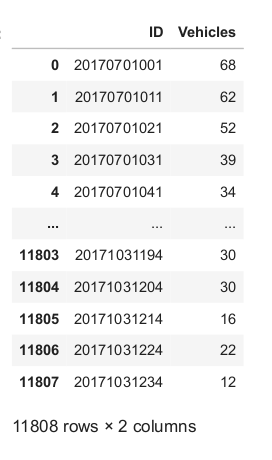 ID Vehicles
0 20170701001 68
1 20170701011 62
2 20170701021 52
3 20170701031 39
4 20170701041 34
... ... ...
11803 20171031194 30
11804 20171031204 30
11805 20171031214 16
11806 20171031224 22
11807 20171031234 12
11808 rows × 2 columns